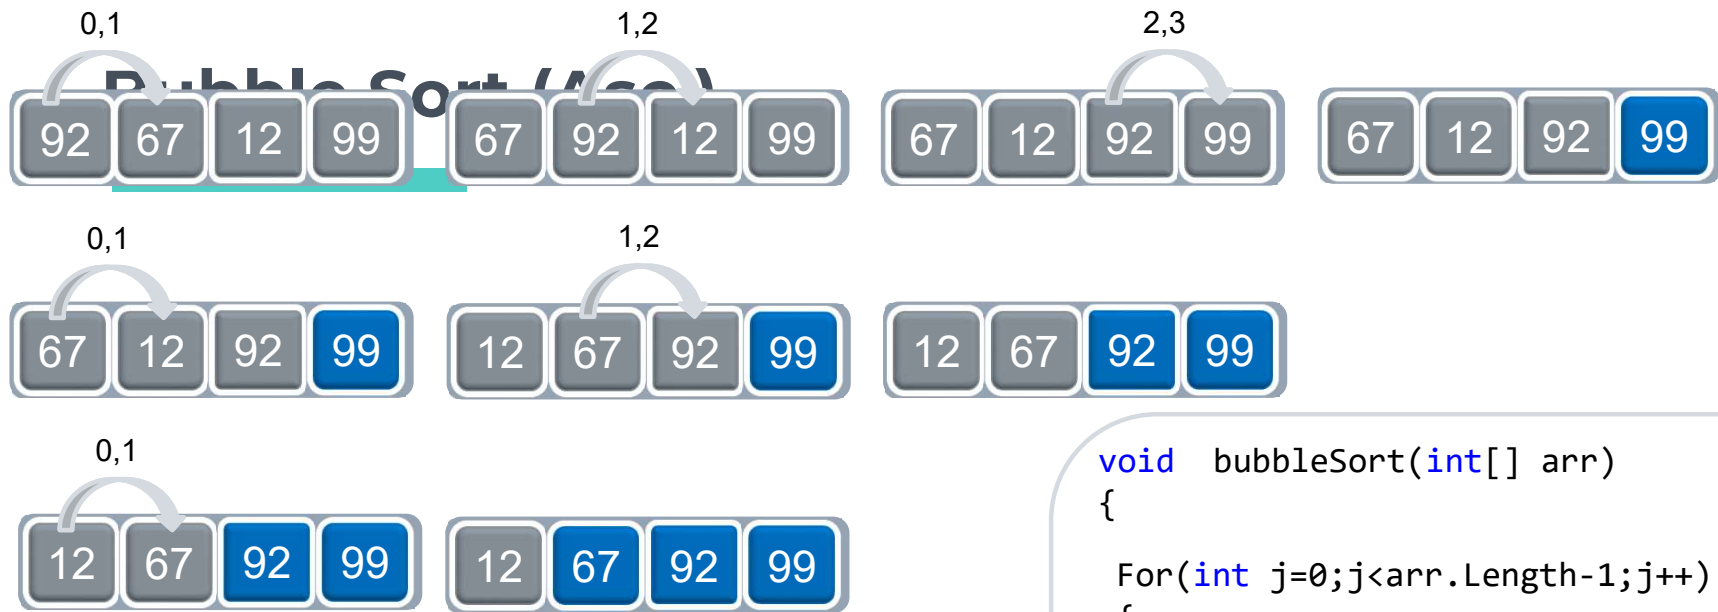 0,1 1,2 2,3
Bubble Sort (Asc)
92 67 12 99 67 92 12 99 67 12 92 99 67 12 92 99
0,1 1,2
67 12 92 99 12 67 92 99 12 67 92 99
0,1
12 67 92 99 12 67 92 99
void bubbleSort(int[] arr)
{
For(int j=0;j<arr.Length-1;j++)
{